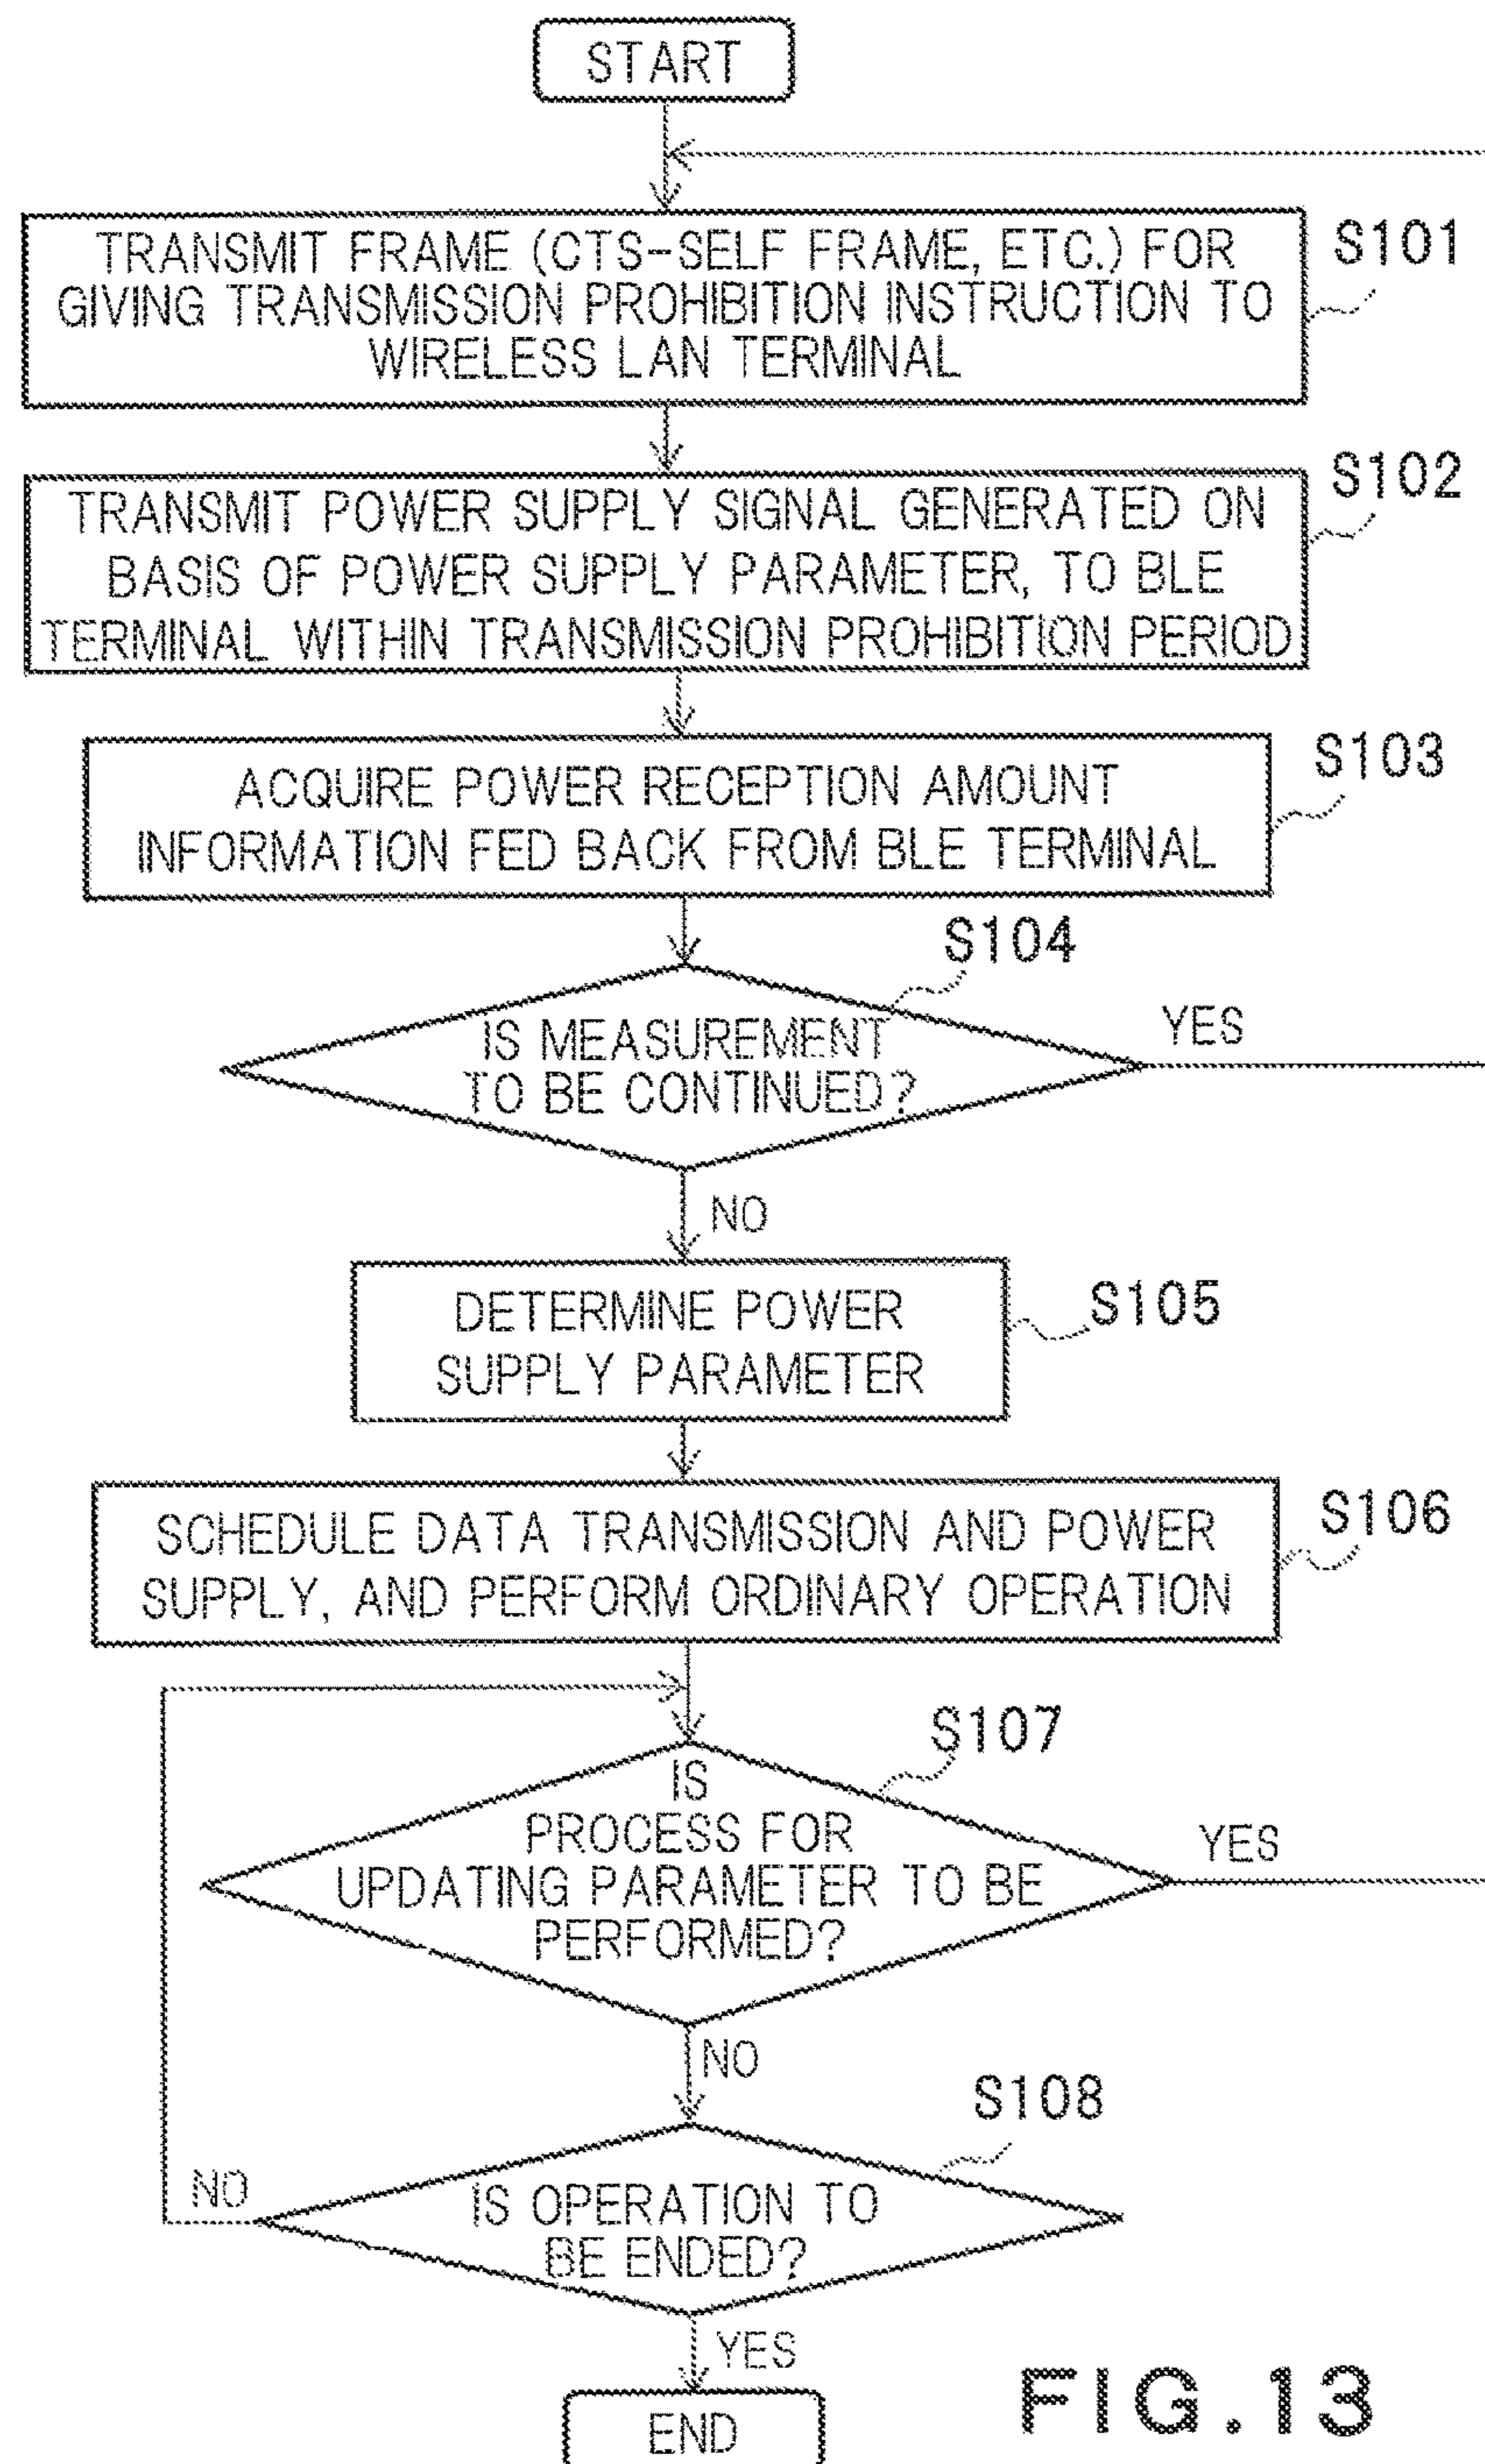 START
TRANSMIT FRAME (CTS-SELF FRAME, ETC.) FOR
GIVING TRANSMISSION PROHIBITION INSTRUCTION TO
WIRELESS LAN TERMINAL
S101
TRANSMIT POWER SUPPLY SIGNAL GENERATED ON
BASIS OF POWER SUPPLY PARAMETER, TO BLE
TERMINAL WITHIN TRANSMISSION PROHIBITION PERIOD
S102
ACQUIRE POWER RECEPTION AMOUNT
INFORMATION FED BACK FROM BLE TERMINAL
S103
S104
IS MEASUREMENT
TO BE CONTINUED?
YES
NO
DETERMINE POWER
SUPPLY PARAMETER
S105
SCHEDULE DATA TRANSMISSION AND POWER
SUPPLY, AND PERFORM ORDINARY OPERATION
S106
S107
IS
PROCESS FOR
UPDATING PARAMETER TO BE
PERFORMED?
YES
NO
S108
IS OPERATION TO
BE ENDED?
NO
YES
END
FIG.13